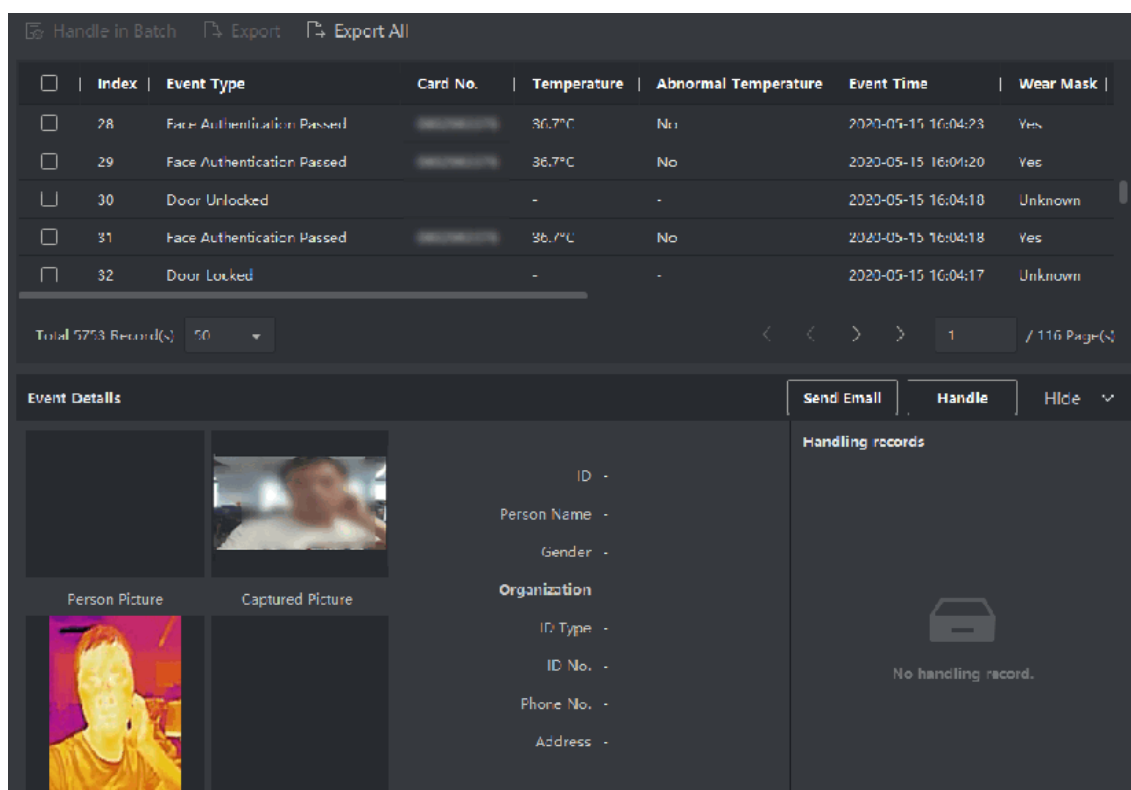 Handle in Batch Export Export All
Index Event Type Card No. Temperature Abnormal Temperature Event Time Wear Mask
28 Face Authentication Passed 36.7°C No 2020-05-15 16:04:23 Yes
29 Face Authentication Passed 36.7°C No 2020-05-15 16:04:20 Yes
30 Door Unlocked - - 2020-05-15 16:04:18 Unknown
31 Face Authentication Passed 36.7°C No 2020-05-15 16:04:18 Yes
32 Door Locked - - 2020-05-15 16:04:17 Unknown
Total 5753 Record(s) 50 1 / 116 Page(s)
Event Details Send Email Handle Hide
Handling records
ID -
Person Name -
Gender -
Organization
Person Picture Captured Picture
ID Type -
ID No. -
Phone No. -
Address -
No handling record.